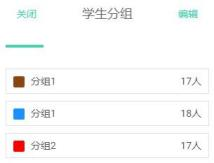 关闭 学生分组 编辑
分组1 17人
分组1 18人
分组2 17人